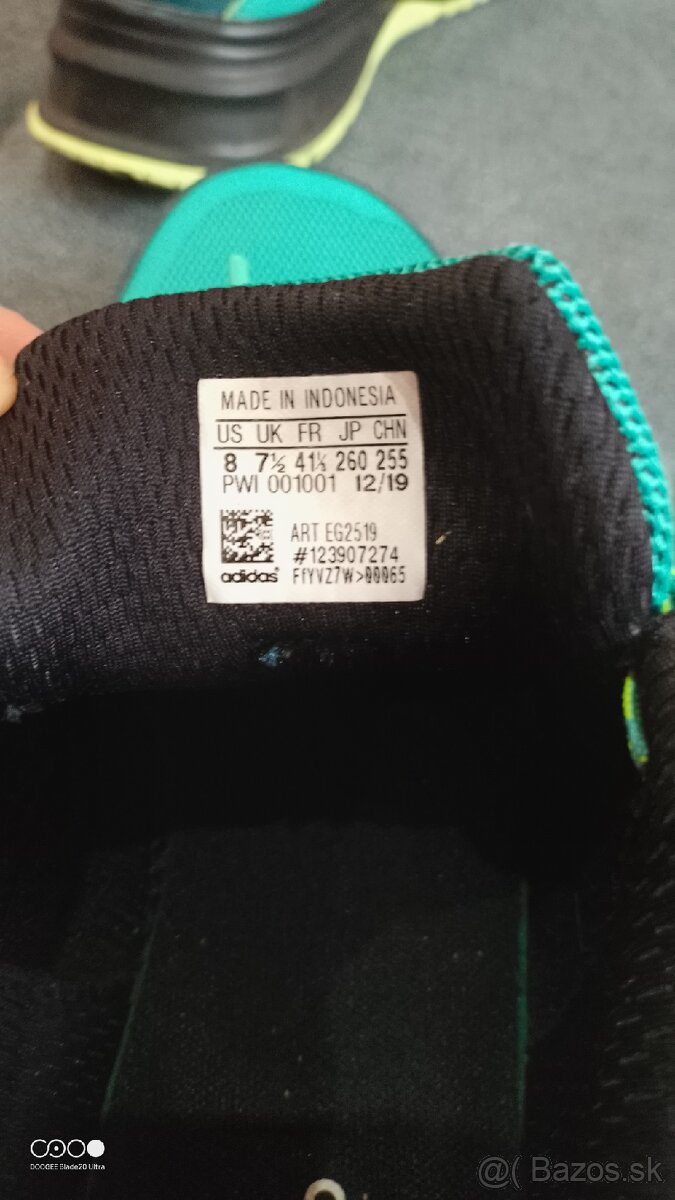 MADE IN INDONESIA
US UK FR JP CHN
8 7½ 41⅓ 260 255
PWI 001001 12/19
ART EG2519
#123907274
adidas FfYVZ7W>00065
DOOGEE Blade20 Ultra
@( Bazos.sk